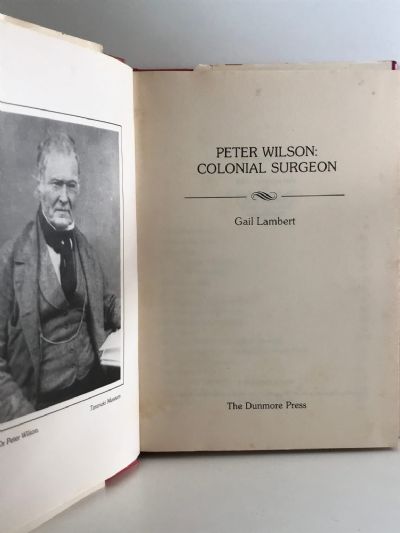 Taranaki Museum
Dr Peter Wilson.
PETER WILSON:
COLONIAL SURGEON
Gail Lambert
The Dunmore Press